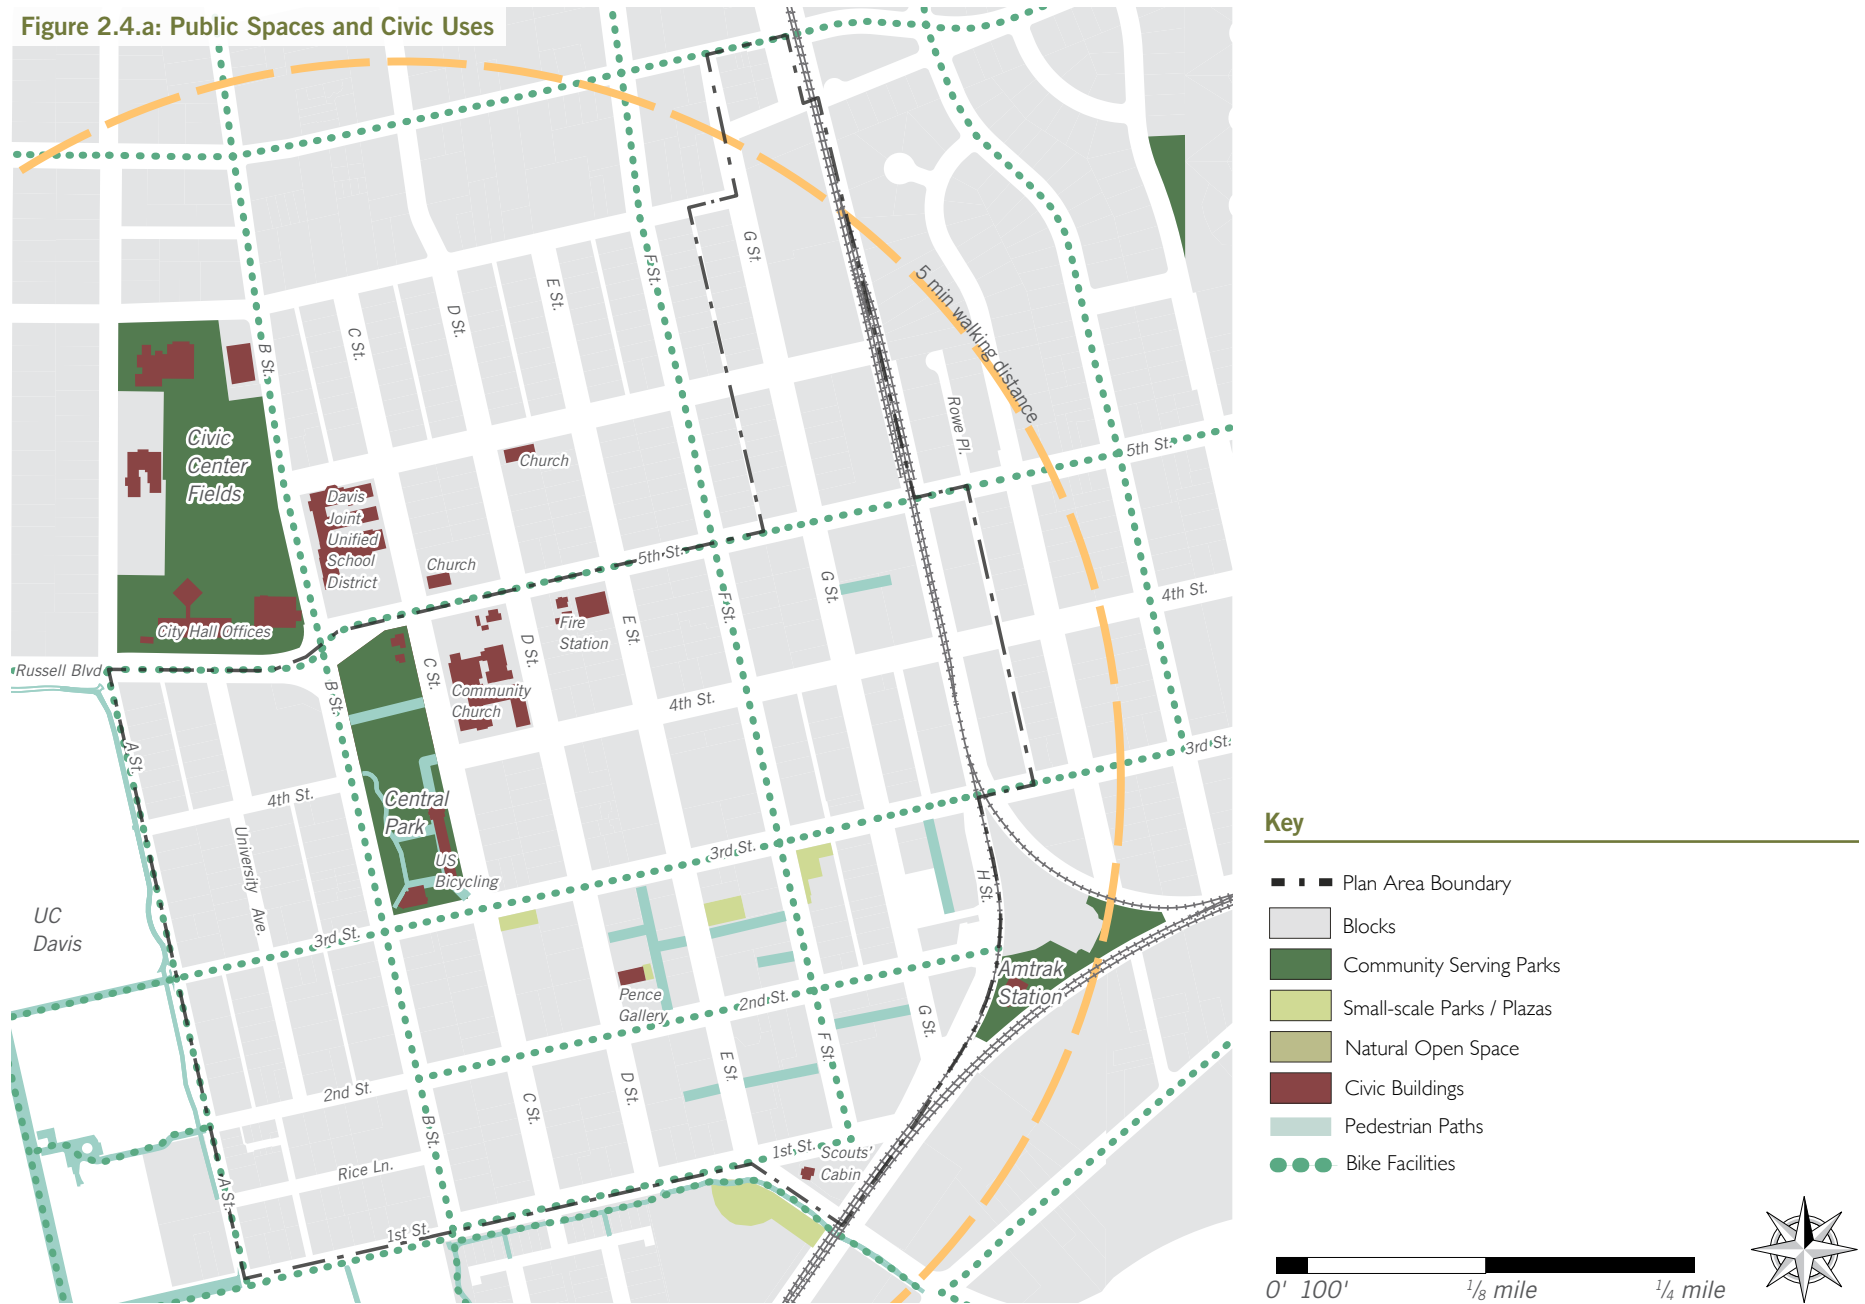 Figure 2.4.a: Public Spaces and Civic Uses
G St.
F St.
E St.
D St.
C St.
B St.
5 min walking distance
Rowe Pl.
5th St.
Civic
Center
Fields
Church
Davis
Joint
Unified
School
District
Church
5th St.
G St.
4th St.
F St.
E St.
Fire
Station
D St.
City Hall Offices
Russell Blvd
C St.
Community
Church
B St.
4th St.
A St.
3rd St.
4th St.
Central
Park
University Ave.
US
Bicycling
3rd St.
H St.
UC
Davis
3rd St.
Amtrak
Station
Pence
Gallery
2nd St.
G St.
F St.
E St.
D St.
C St.
2nd St.
B St.
1st St.
Scouts'
Cabin
Rice Ln.
A St.
1st St.
Key
Plan Area Boundary
Blocks
Community Serving Parks
Small-scale Parks / Plazas
Natural Open Space
Civic Buildings
Pedestrian Paths
Bike Facilities
0' 100' 1/8 mile 1/4 mile